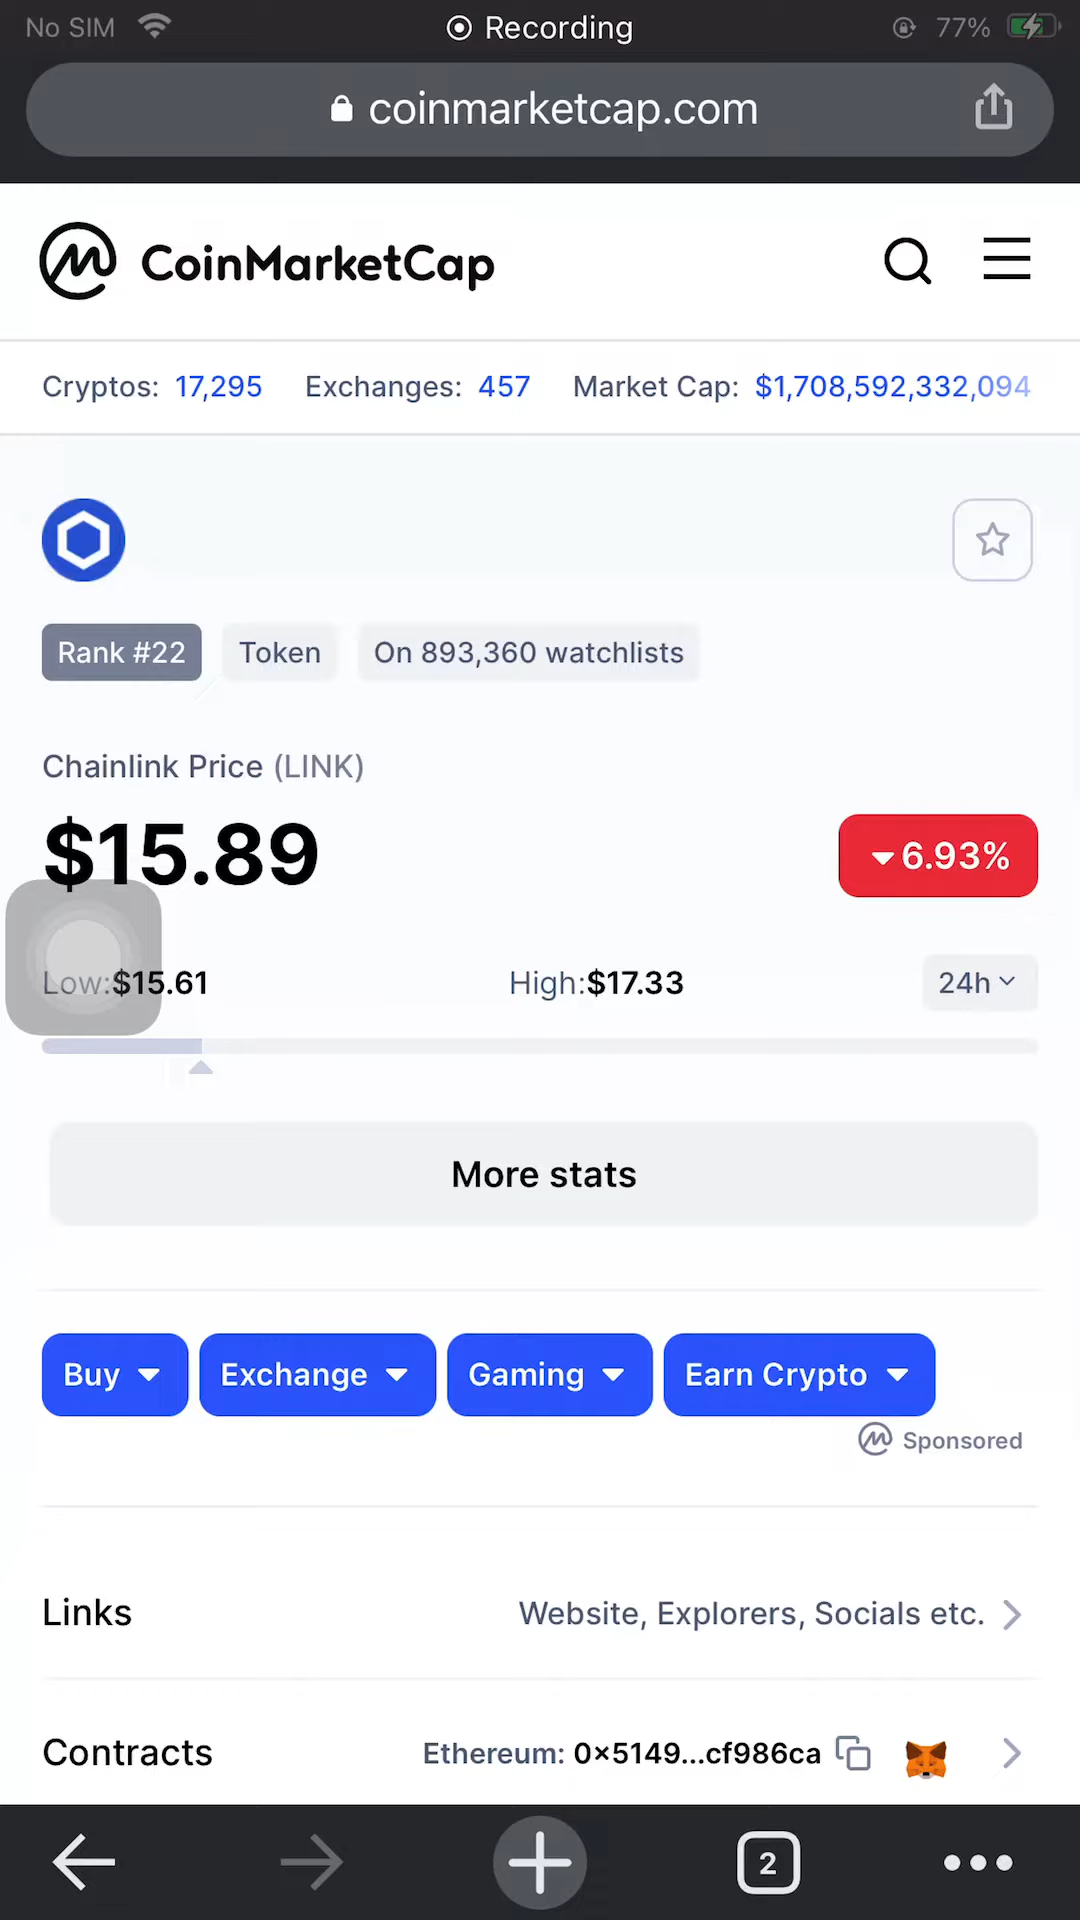 No SIM Recording 77%
coinmarketcap.com
CoinMarketCap
Cryptos: 17,295 Exchanges: 457 Market Cap: $1,708,592,332,094
Rank #22 Token On 893,360 watchlists
Chainlink Price (LINK)
$15.89 6.93%
Low:$15.61 High:$17.33 24h
More stats
Buy Exchange Gaming Earn Crypto
Sponsored
Links Website, Explorers, Socials etc.
Contracts Ethereum: 0x5149...cf986ca
2